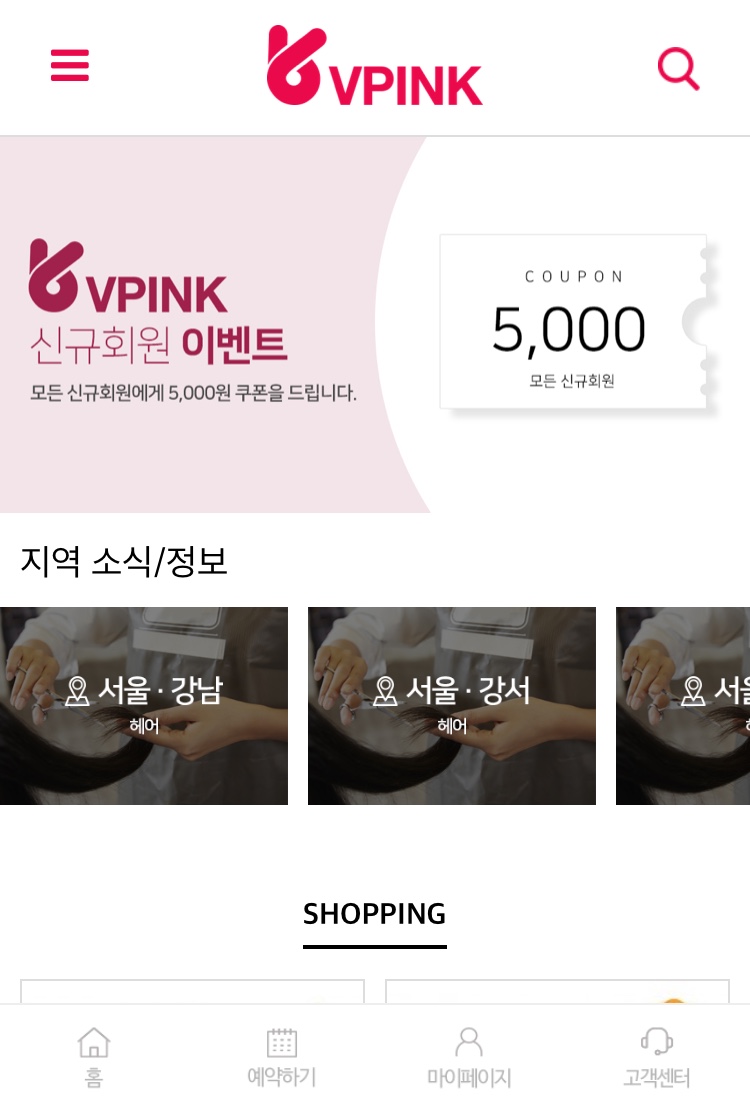 VPINK
VPINK
신규회원 이벤트
모든 신규회원에게 5,000원 쿠폰을 드립니다.
COUPON
5,000
모든 신규회원
지역 소식/정보
서울 · 강남
헤어
서울 · 강서
헤어
SHOPPING
홈
예약하기
마이페이지
고객센터